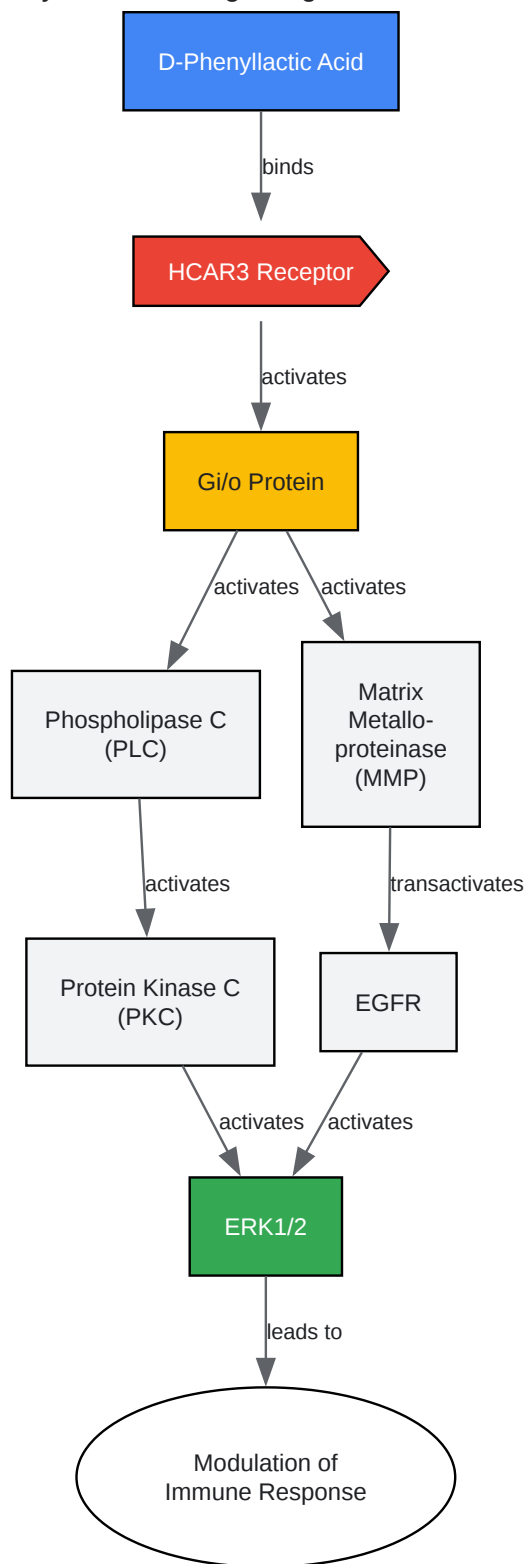 D-Phenyllactic Acid
binds
HCAR3 Receptor
activates
Gi/o Protein
activates
activates
Phospholipase C
(PLC)
Matrix
Metallo-
proteinase
(MMP)
activates
transactivates
Protein Kinase C
(PKC)
EGFR
activates
activates
ERK1/2
leads to
Modulation of
Immune Response